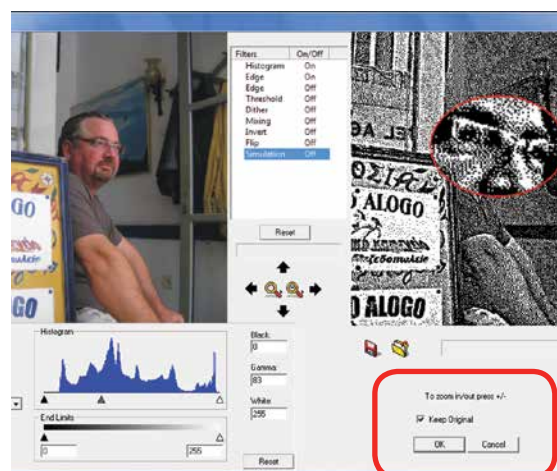 Filters On/Off
Histogram On
Edge On
Edge Off
Threshold Off
Dither Off
Mixing Off
Invert Off
Flip Off
Simulation Off
Reset
GO
GO
EL AG
ALOGO
ALOGO
Histogram
Black:
0
Gamma:
83
White:
255
End Limits
0 255
Reset
To zoom in/out press +/-
Keep Original
OK Cancel